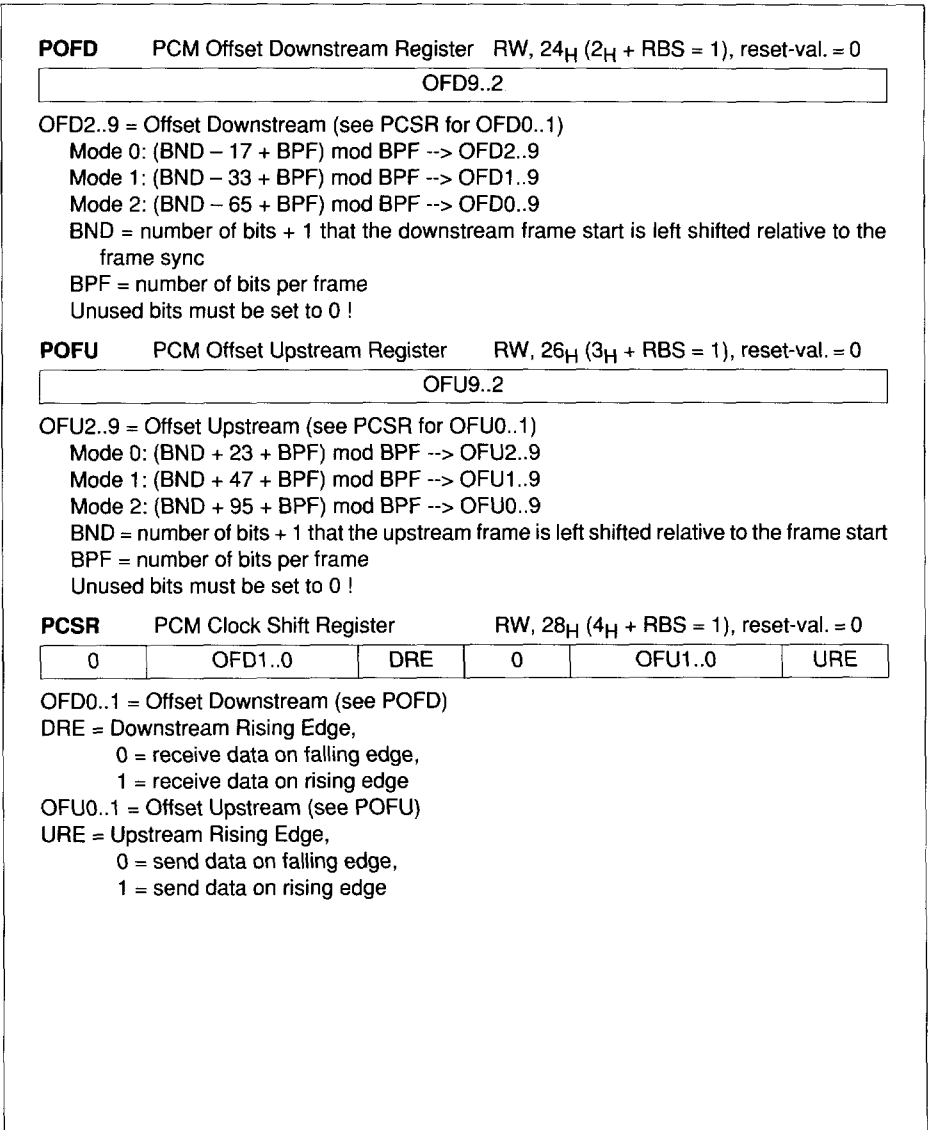 POFD PCM Offset Downstream Register RW, 24H (2H + RBS = 1), reset-val. = 0
OFD9..2
OFD2..9 = Offset Downstream (see PCSR for OFD0..1)
Mode 0: (BND – 17 + BPF) mod BPF --> OFD2..9
Mode 1: (BND – 33 + BPF) mod BPF --> OFD1..9
Mode 2: (BND – 65 + BPF) mod BPF --> OFD0..9
BND = number of bits + 1 that the downstream frame start is left shifted relative to the
frame sync
BPF = number of bits per frame
Unused bits must be set to 0 !
POFU PCM Offset Upstream Register RW, 26H (3H + RBS = 1), reset-val. = 0
OFU9..2
OFU2..9 = Offset Upstream (see PCSR for OFU0..1)
Mode 0: (BND + 23 + BPF) mod BPF --> OFU2..9
Mode 1: (BND + 47 + BPF) mod BPF --> OFU1..9
Mode 2: (BND + 95 + BPF) mod BPF --> OFU0..9
BND = number of bits + 1 that the upstream frame is left shifted relative to the frame start
BPF = number of bits per frame
Unused bits must be set to 0 !
PCSR PCM Clock Shift Register RW, 28H (4H + RBS = 1), reset-val. = 0
0 OFD1..0 DRE 0 OFU1..0 URE
OFD0..1 = Offset Downstream (see POFD)
DRE = Downstream Rising Edge,
0 = receive data on falling edge,
1 = receive data on rising edge
OFU0..1 = Offset Upstream (see POFU)
URE = Upstream Rising Edge,
0 = send data on falling edge,
1 = send data on rising edge